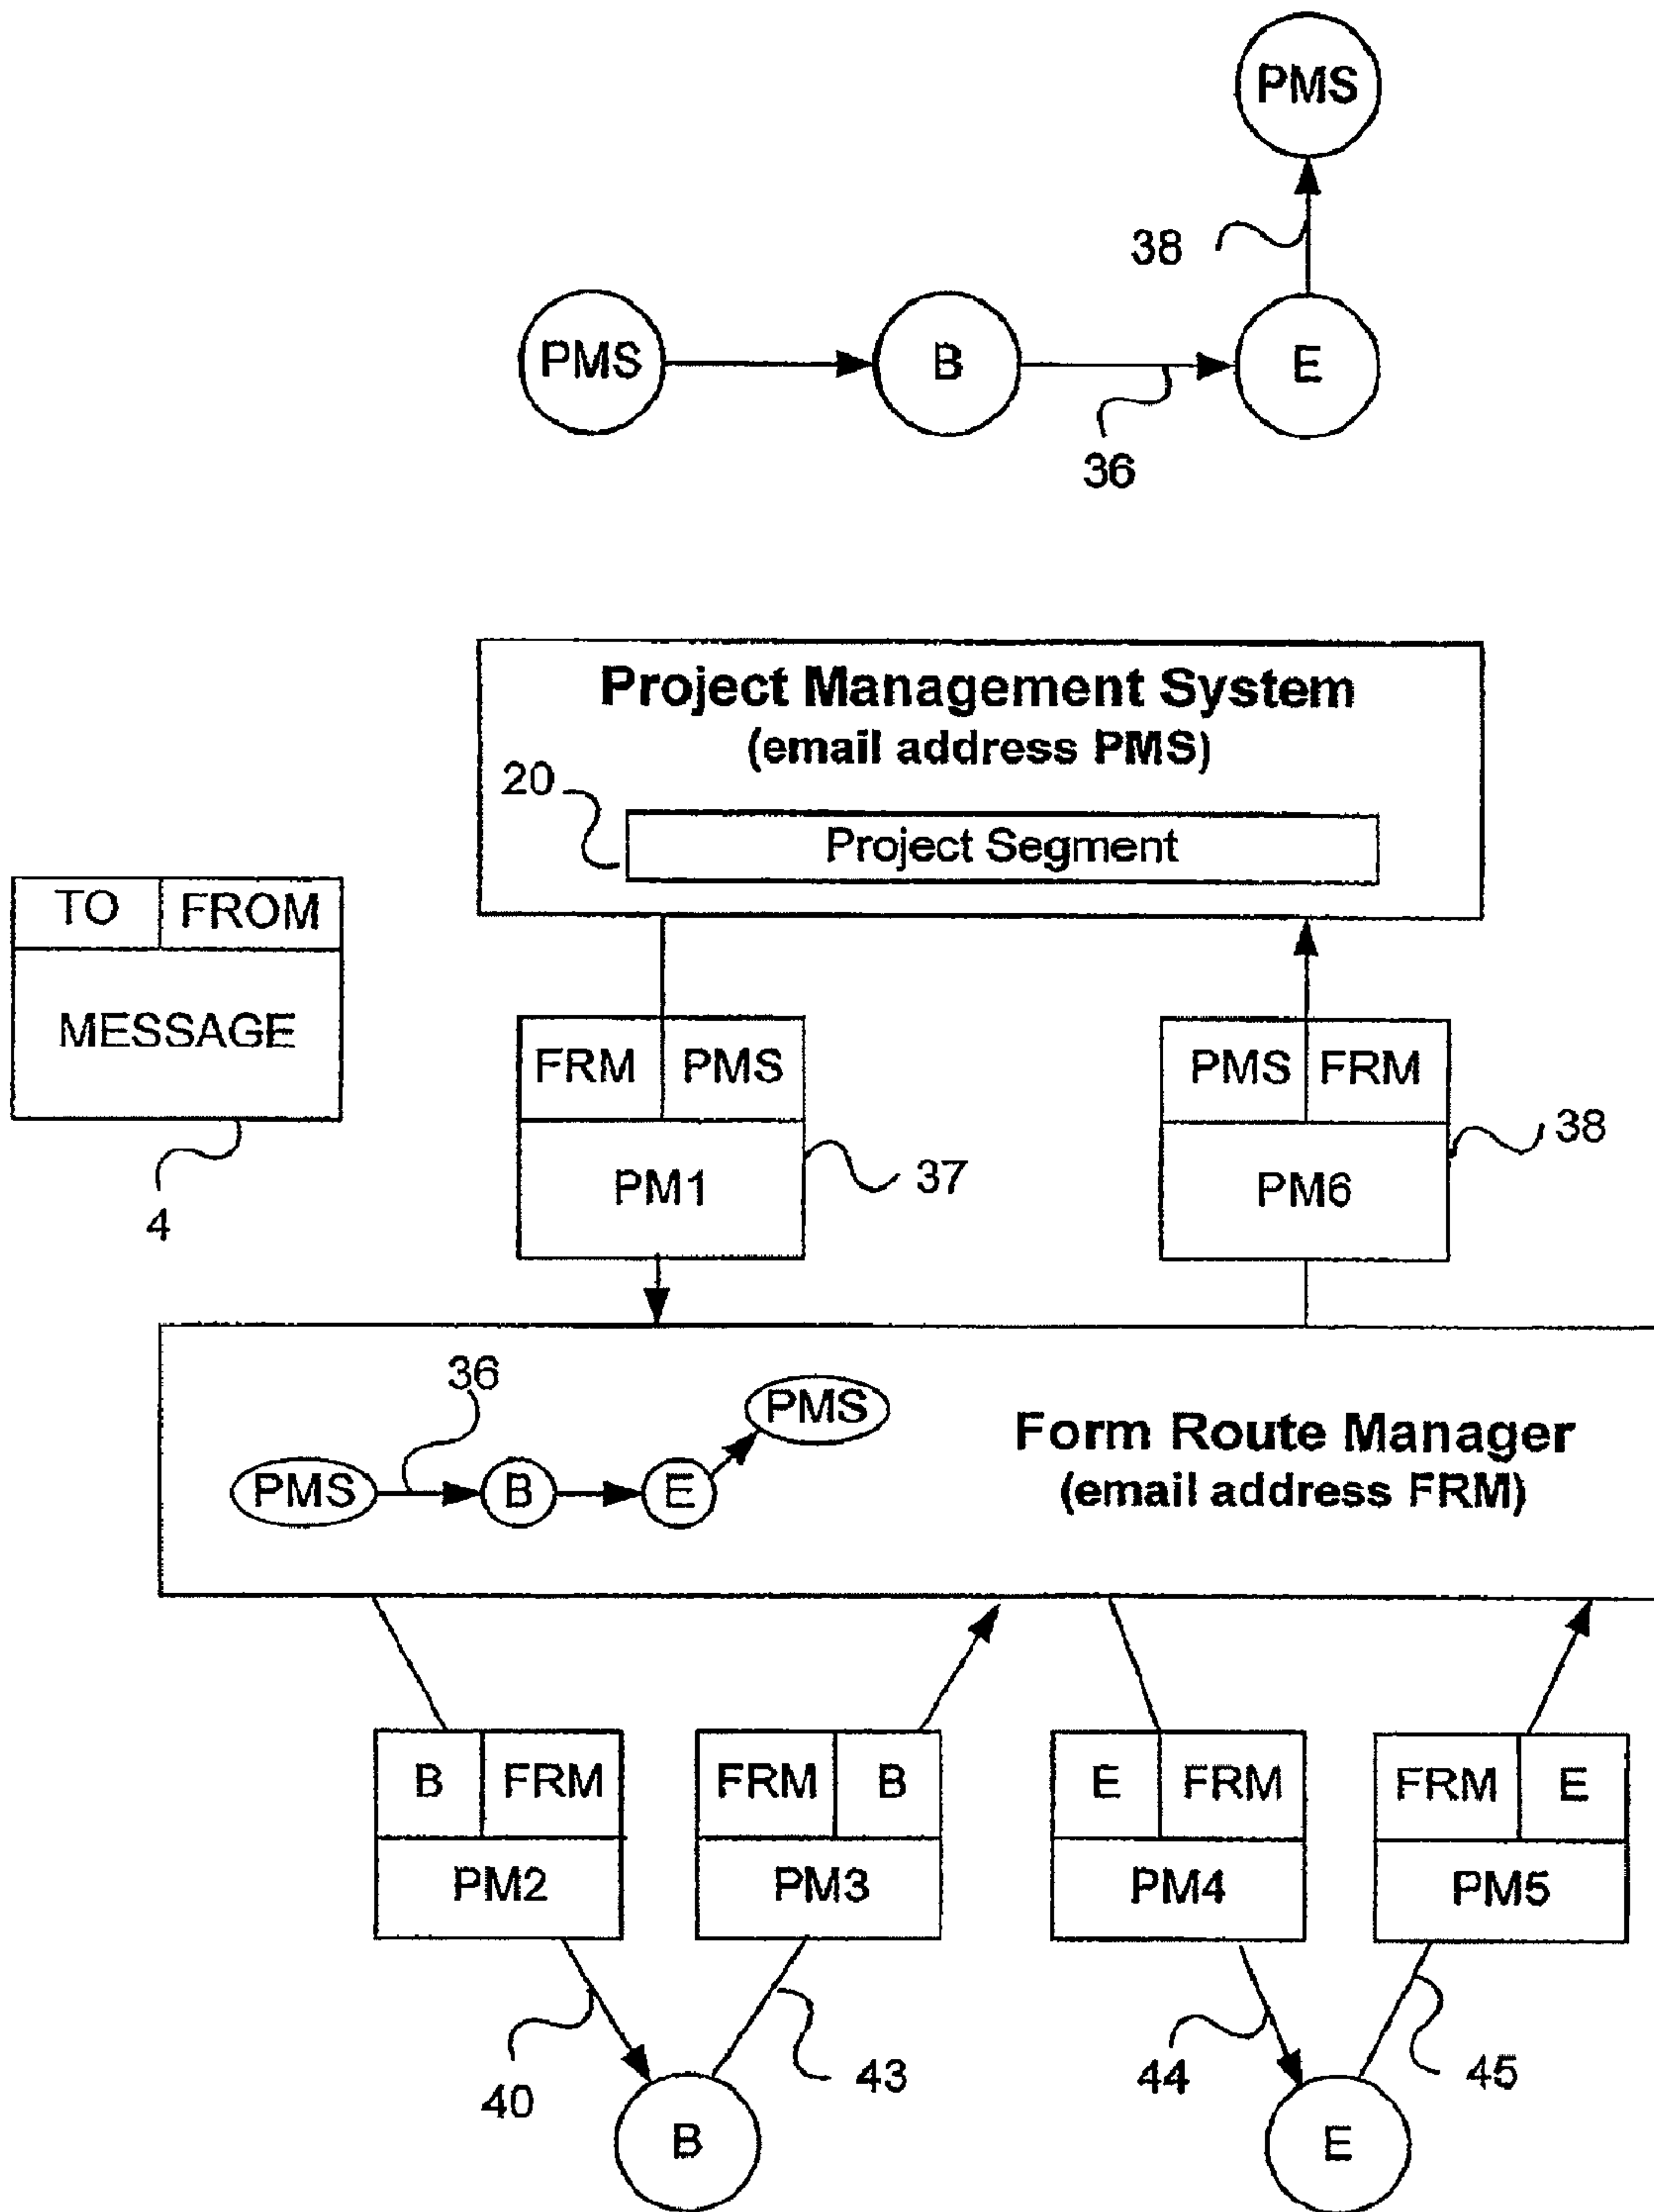 PMS
38
PMS
B
E
36
Project Management System
(email address PMS)
20
Project Segment
TO FROM
MESSAGE
4
FRM PMS
PM1
37
PMS FRM
PM6
38
36
PMS
PMS
B
E
Form Route Manager
(email address FRM)
B FRM
PM2
FRM B
PM3
E FRM
PM4
FRM E
PM5
40
43
44
45
B
E